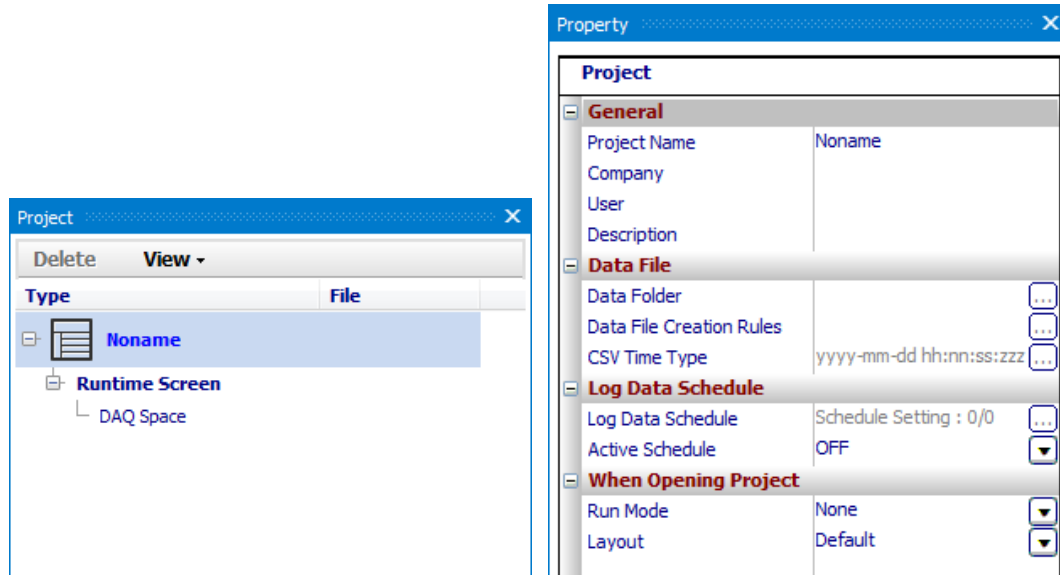 Project
Delete View
Type File
Noname
Runtime Screen
DAQ Space
Property
Project
General
Project Name Noname
Company
User
Description
Data File
Data Folder ...
Data File Creation Rules ...
CSV Time Type yyyy-mm-dd hh:nn:ss:zzz ...
Log Data Schedule
Log Data Schedule Schedule Setting : 0/0 ...
Active Schedule OFF
When Opening Project
Run Mode None
Layout Default